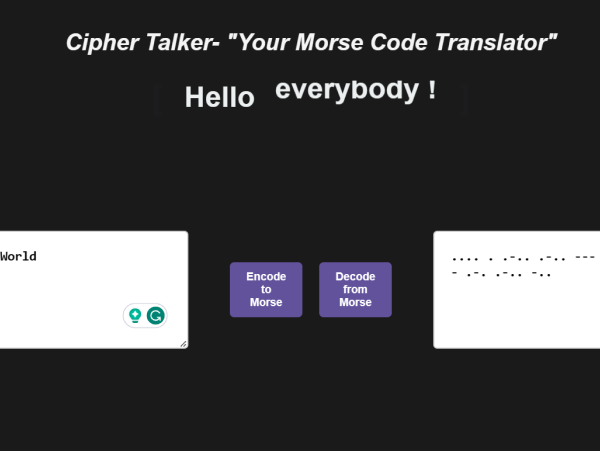 Cipher Talker- "Your Morse Code Translator"
Hello everybody !
World
Encode
to
Morse
Decode
from
Morse
.... . .-.. .-.. ---
- .-. .-.. -..